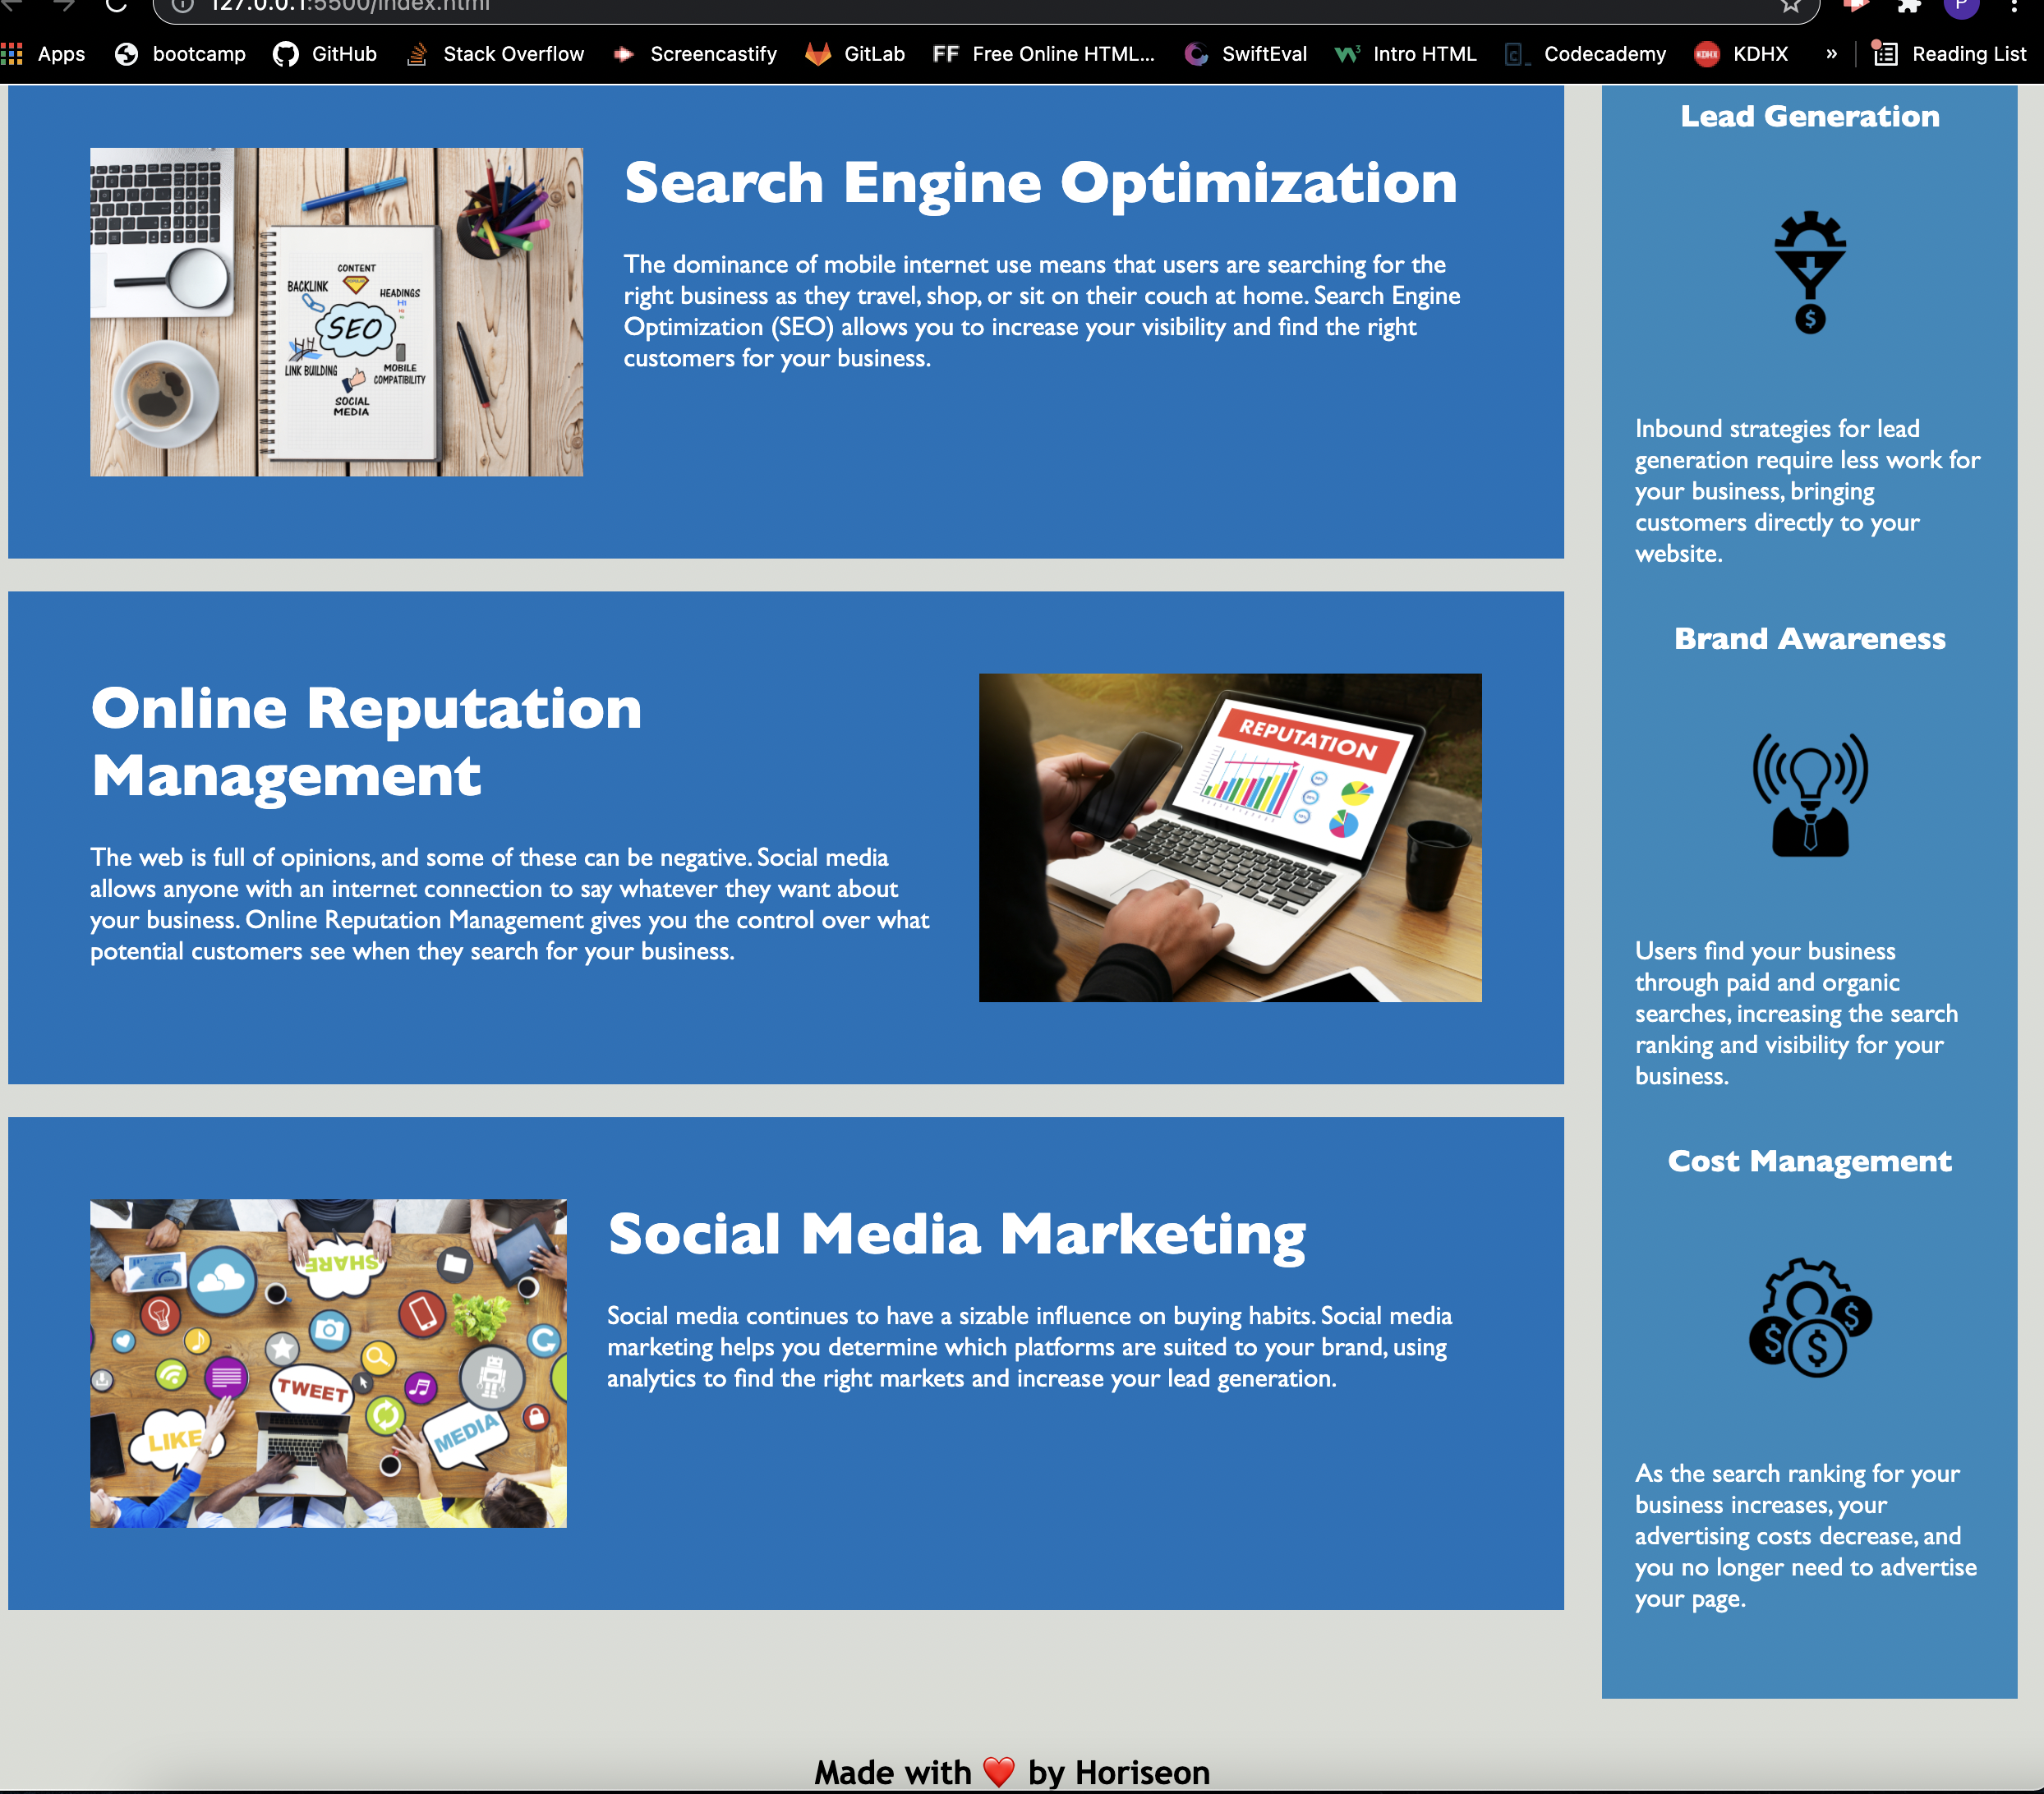 127.0.0.1:5500/index.html
P
Apps bootcamp GitHub Stack Overflow Screencastify GitLab FF Free Online HTML... SwiftEval W3 Intro HTML C_ Codecademy KDHX KDHX » Reading List
Search Engine Optimization
The dominance of mobile internet use means that users are searching for the
right business as they travel, shop, or sit on their couch at home. Search Engine
Optimization (SEO) allows you to increase your visibility and find the right
customers for your business.
CONTENT
BACKLINK
HEADINGS
H1
SEO
LINK BUILDING
MOBILE
COMPATIBILITY
SOCIAL
MEDIA
Online Reputation
Management
The web is full of opinions, and some of these can be negative. Social media
allows anyone with an internet connection to say whatever they want about
your business. Online Reputation Management gives you the control over what
potential customers see when they search for your business.
REPUTATION
Social Media Marketing
Social media continues to have a sizable influence on buying habits. Social media
marketing helps you determine which platforms are suited to your brand, using
analytics to find the right markets and increase your lead generation.
SHARE
TWEET
LIKE
MEDIA
Lead Generation
$
Inbound strategies for lead
generation require less work for
your business, bringing
customers directly to your
website.
Brand Awareness
Users find your business
through paid and organic
searches, increasing the search
ranking and visibility for your
business.
Cost Management
$ $ $
As the search ranking for your
business increases, your
advertising costs decrease, and
you no longer need to advertise
your page.
Made with ❤️ by Horiseon